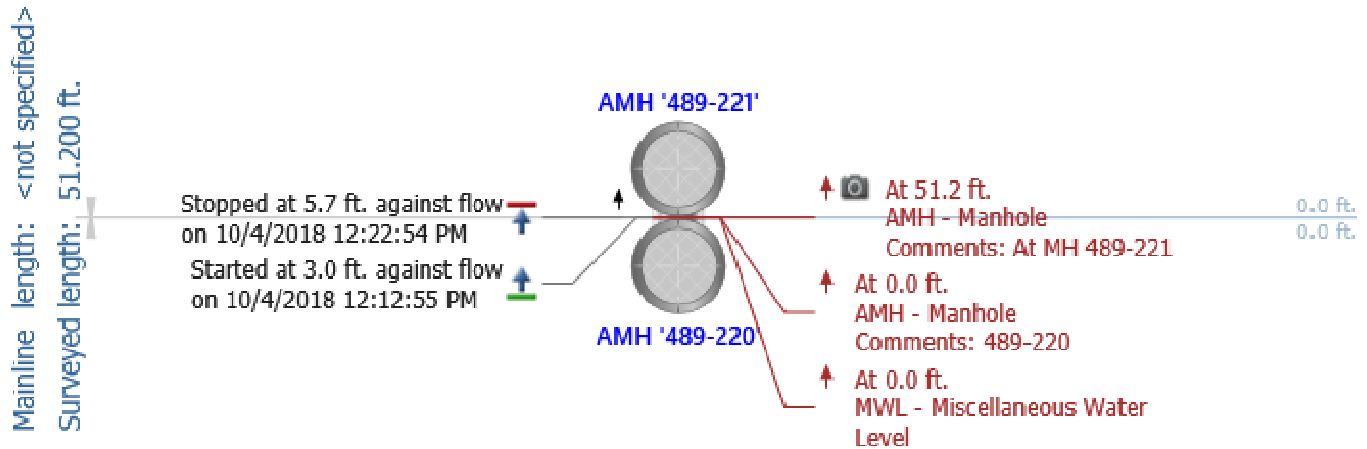 Mainline length: <not specified>
Surveyed length: 51.200 ft.
AMH '489-221'
Stopped at 5.7 ft. against flow
on 10/4/2018 12:22:54 PM
Started at 3.0 ft. against flow
on 10/4/2018 12:12:55 PM
AMH '489-220'
At 51.2 ft.
AMH - Manhole
Comments: At MH 489-221
At 0.0 ft.
AMH - Manhole
Comments: 489-220
At 0.0 ft.
MWL - Miscellaneous Water
Level
0.0 ft.
0.0 ft.